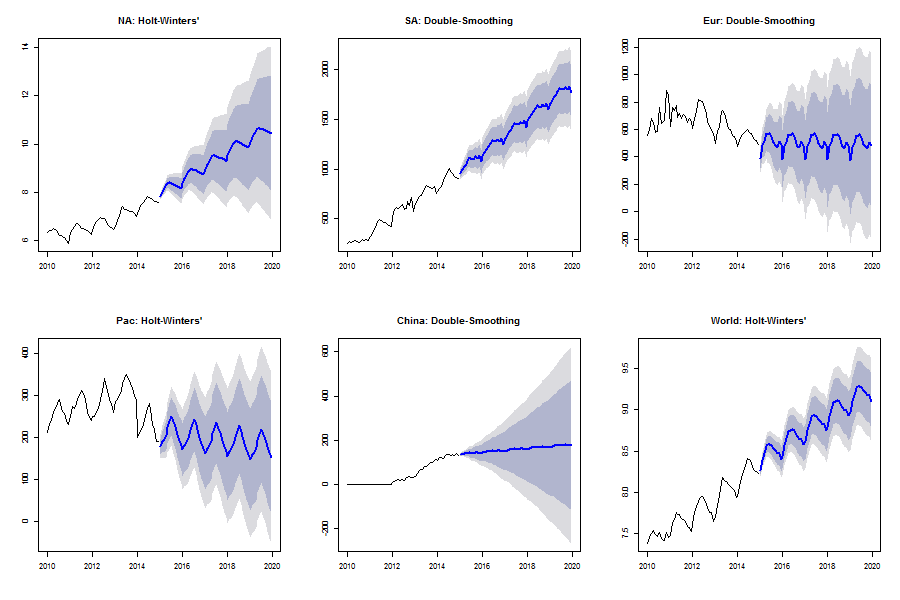 NA: Holt-Winters'
14
12
10
8
6
2010 2012 2014 2016 2018 2020
SA: Double-Smoothing
2000
1500
1000
500
2010 2012 2014 2016 2018 2020
Eur: Double-Smoothing
1200
1000
800
600
400
200
0
-200
2010 2012 2014 2016 2018 2020
Pac: Holt-Winters'
400
300
200
100
0
2010 2012 2014 2016 2018 2020
China: Double-Smoothing
600
400
200
0
-200
2010 2012 2014 2016 2018 2020
World: Holt-Winters'
9.5
9.0
8.5
8.0
7.5
2010 2012 2014 2016 2018 2020